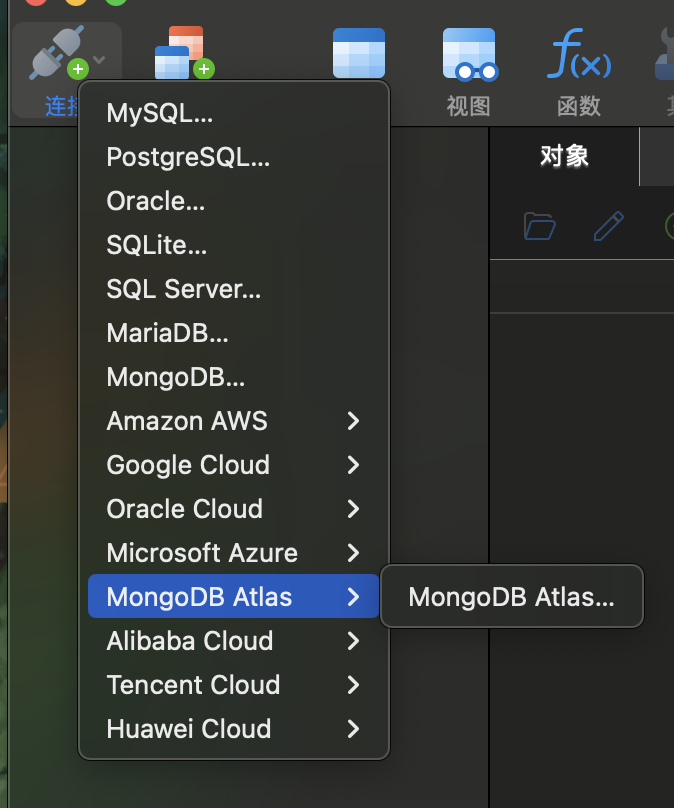 连接
视图
函数
对象
MySQL...
PostgreSQL...
Oracle...
SQLite...
SQL Server...
MariaDB...
MongoDB...
Amazon AWS
Google Cloud
Oracle Cloud
Microsoft Azure
MongoDB Atlas
MongoDB Atlas...
Alibaba Cloud
Tencent Cloud
Huawei Cloud